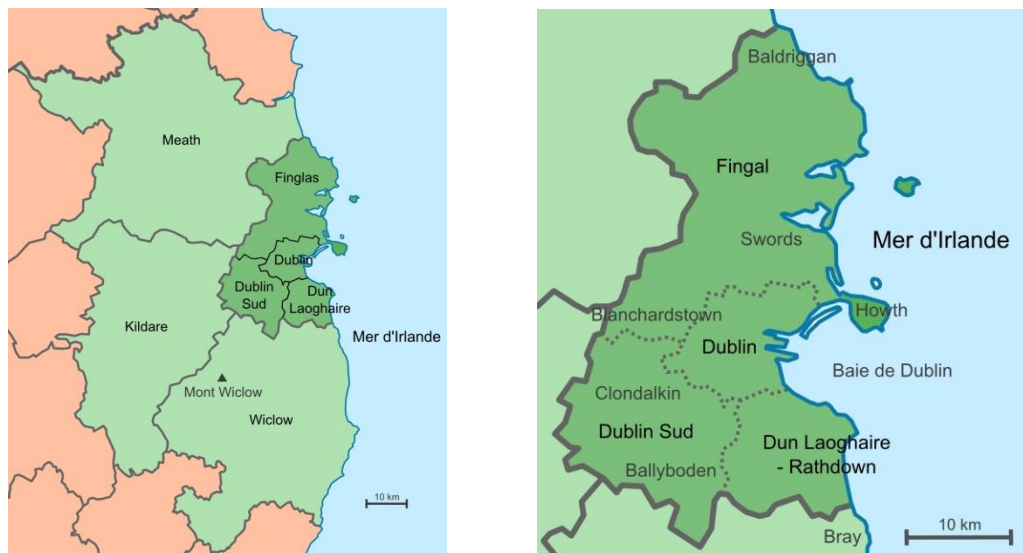 Meath
Finglas
Dublin
Dublin
Sud
Dun
Laoghaire
Kildare
Mer d'Irlande
Mont Wiclow
Wiclow
10 km
Baldriggan
Fingal
Swords
Mer d'Irlande
Blanchardstown
Howth
Dublin
Baie de Dublin
Clondalkin
Dublin Sud
Dun Laoghaire
- Rathdown
Ballyboden
Bray
10 km